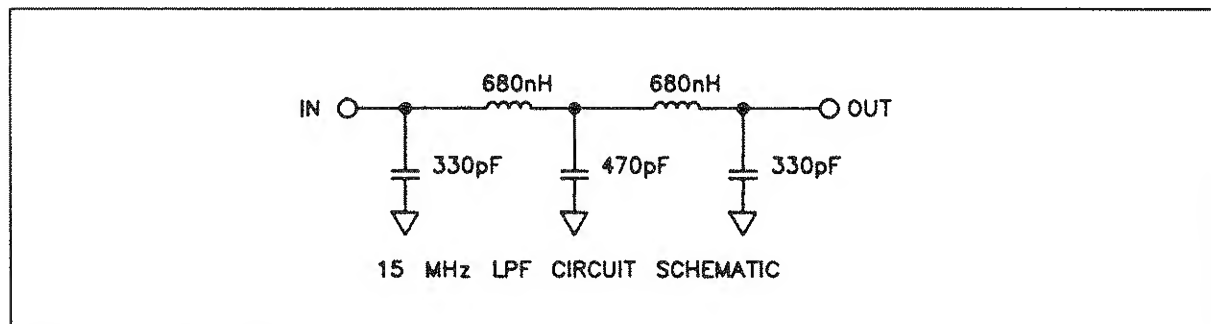 680nH 680nH
IN OUT
330pF 470pF 330pF
15 MHz LPF CIRCUIT SCHEMATIC